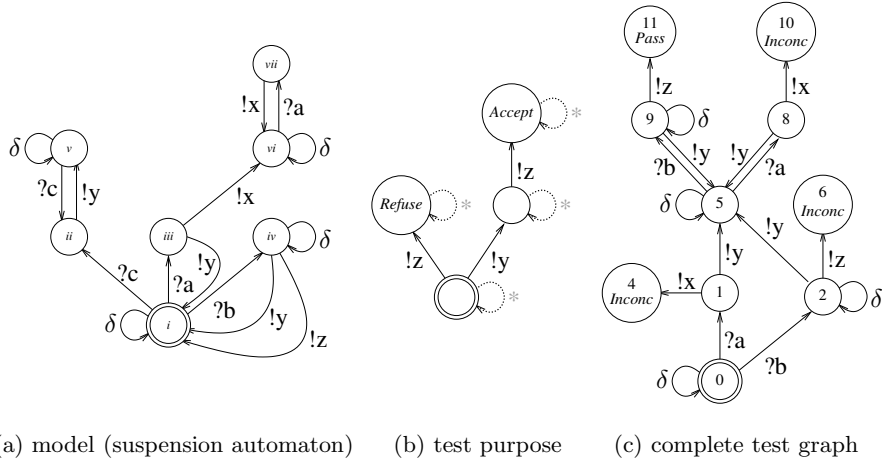 11
Pass
10
Inconc
vii
!z
!x
!x
?a
Accept
*
9
δ
8
δ
v
vi
δ
!y
!y
?b
?a
?c
!y
!x
!z
Refuse
*
*
δ
5
6
Inconc
ii
iii
iv
δ
!y
!z
!y
!y
!y
!z
?c
?a
?b
!y
!z
4
Inconc
!x
1
2
δ
δ
i
*
?a
?b
δ
0
(a) model (suspension automaton)
(b) test purpose
(c) complete test graph